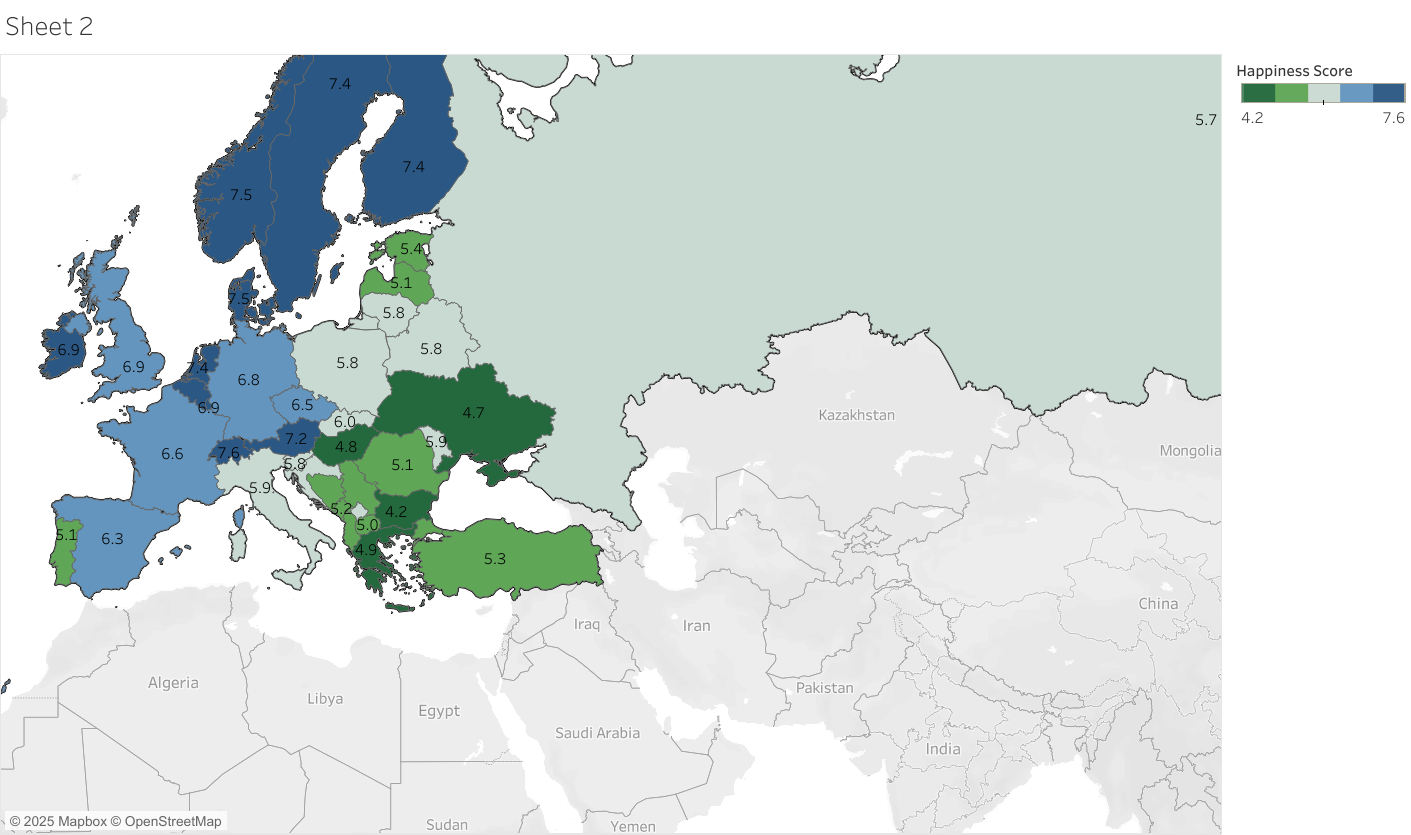 Sheet 2
Happiness Score
4.2 7.6
7.4
5.7
7.4
7.5
5.4
5.1
7.5
5.8
6.9
5.8
6.9
7.4
5.8
6.8
6.9
6.5
4.7
6.0
Kazakhstan
7.2
4.8
5.9
Mongolia
6.6
7.6
5.8
5.1
5.9
5.2
4.2
5.0
5.1
6.3
4.9
5.3
China
Iraq
Iran
Algeria
Pakistan
Libya
Egypt
Saudi Arabia
India
© 2025 Mapbox © OpenStreetMap
Sudan
Yemen